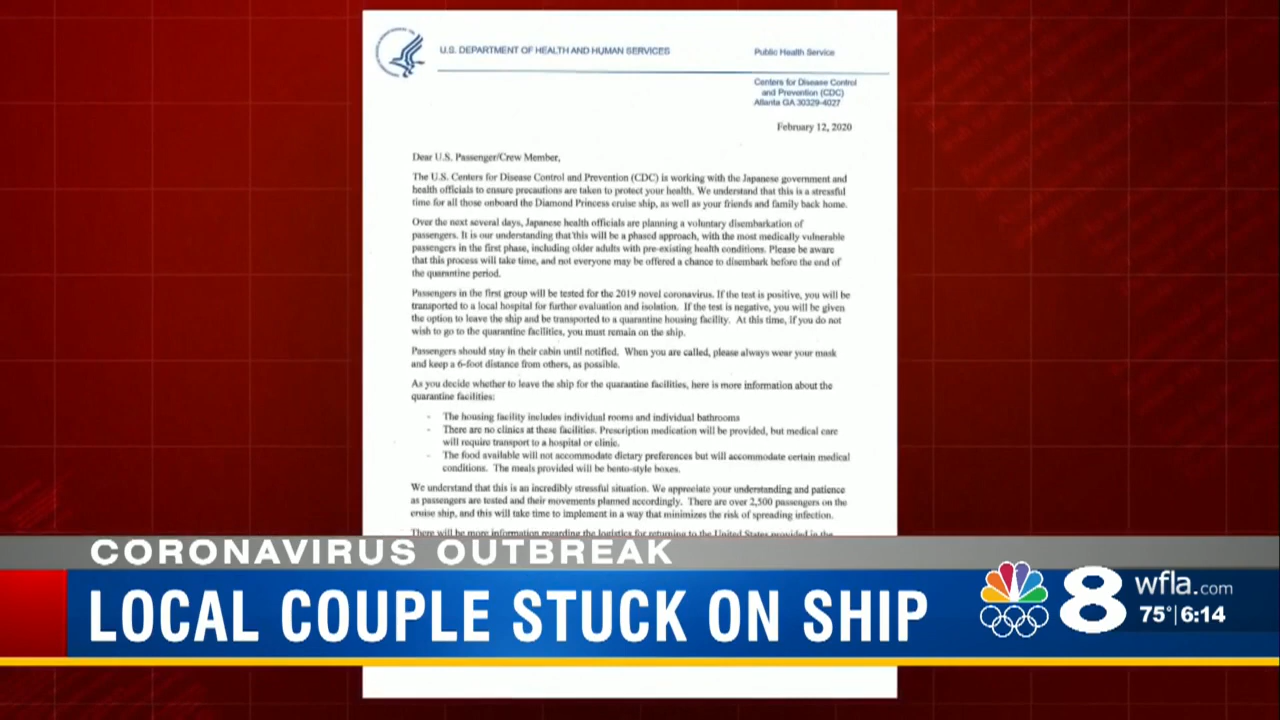 U.S. DEPARTMENT OF HEALTH AND HUMAN SERVICES
Public Health Service
Centers for Disease Control
and Prevention (CDC)
Atlanta GA 30329-4027
February 12, 2020
Dear U.S. Passenger/Crew Member,
The U.S. Centers for Disease Control and Prevention (CDC) is working with the Japanese government and
health officials to ensure precautions are taken to protect your health. We understand that this is a stressful
time for all those onboard the Diamond Princess cruise ship, as well as your friends and family back home.
Over the next several days, Japanese health officials are planning a voluntary disembarkation of
passengers. It is our understanding that this will be a phased approach, with the most medically vulnerable
passengers in the first phase, including older adults with pre-existing health conditions. Please be aware
that this process will take time, and not everyone may be offered a chance to disembark before the end of
the quarantine period.
Passengers in the first group will be tested for the 2019 novel coronavirus. If the test is positive, you will be
transported to a local hospital for further evaluation and isolation. If the test is negative, you will be given
the option to leave the ship and be transported to a quarantine housing facility. At this time, if you do not
wish to go to the quarantine facilities, you must remain on the ship.
Passengers should stay in their cabin until notified. When you are called, please always wear your mask
and keep a 6-foot distance from others, as possible.
As you decide whether to leave the ship for the quarantine facilities, here is more information about the
quarantine facilities:
- The housing facility includes individual rooms and individual bathrooms
- There are no clinics at these facilities. Prescription medication will be provided, but medical care
will require transport to a hospital or clinic.
- The food available will not accommodate dietary preferences but will accommodate certain medical
conditions. The meals provided will be bento-style boxes.
We understand that this is an incredibly stressful situation. We appreciate your understanding and patience
as passengers are tested and their movements planned accordingly. There are over 2,500 passengers on the
cruise ship, and this will take time to implement in a way that minimizes the risk of spreading infection.
There will be more information regarding the logistics for returning to the United States provided in the
CORONAVIRUS OUTBREAK
LOCAL COUPLE STUCK ON SHIP
8 wfla.com
75° | 6:14